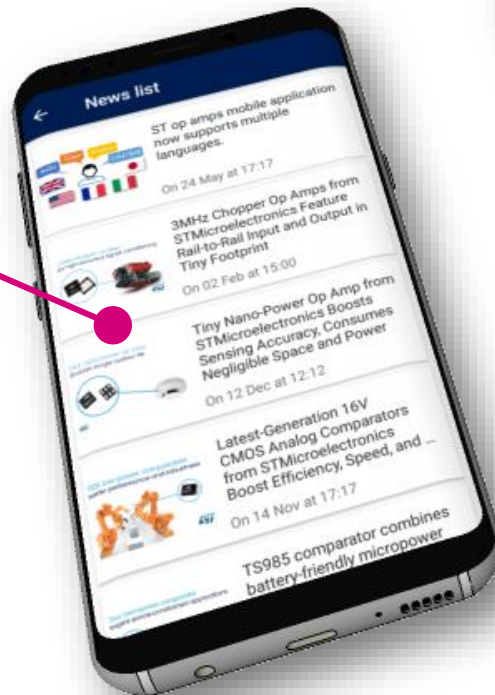 News list
ST op amps mobile application
now supports multiple
languages.
On 24 May at 17:17
3MHz Chopper Op Amps from
STMicroelectronics Feature
Rail-to-Rail Input and Output in
Tiny Footprint
On 02 Feb at 15:00
Tiny Nano-Power Op Amp from
STMicroelectronics Boosts
Sensing Accuracy, Consumes
Negligible Space and Power
On 12 Dec at 12:12
Latest-Generation 16V
CMOS Analog Comparators
from STMicroelectronics
Boost Efficiency, Speed, and ...
On 14 Nov at 17:17
TS985 comparator combines
battery-friendly micropower